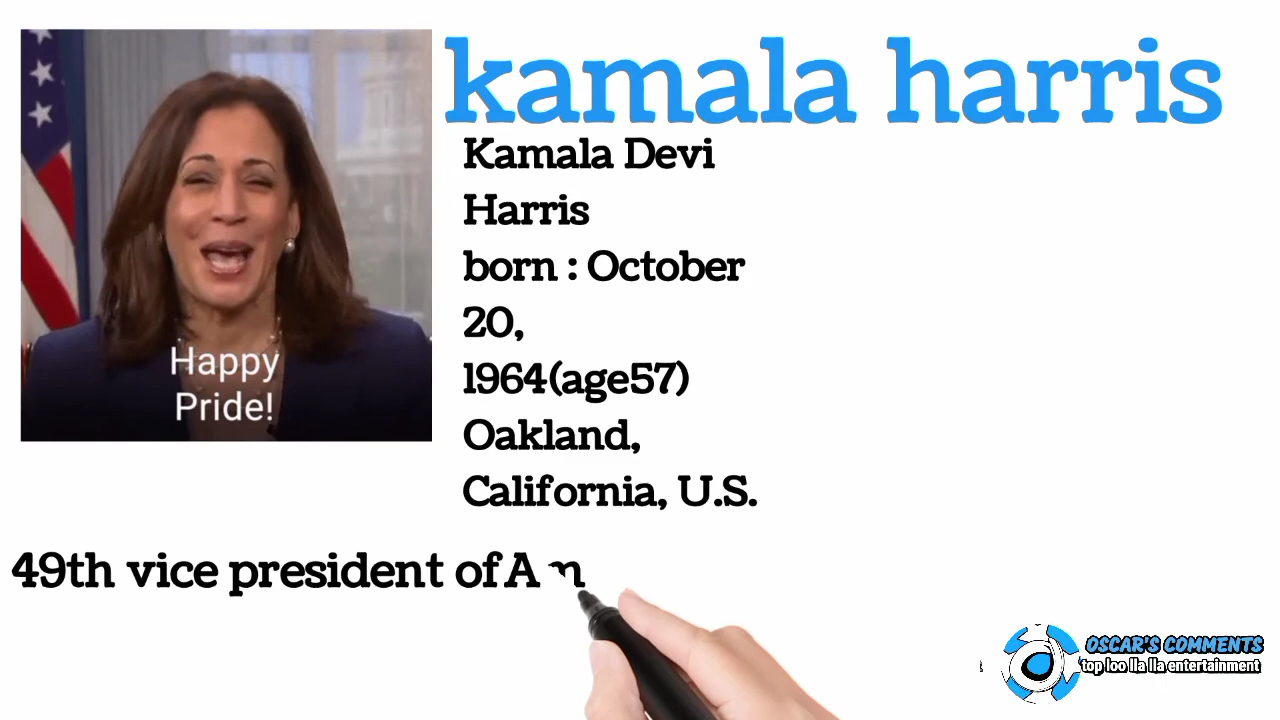 kamala harris
Kamala Devi
Harris
born : October
20,
1964(age57)
Oakland,
California, U.S.
Happy
Pride!
49th vice president of Am
OSCAR'S COMMENTS
top loo lla lla entertainment